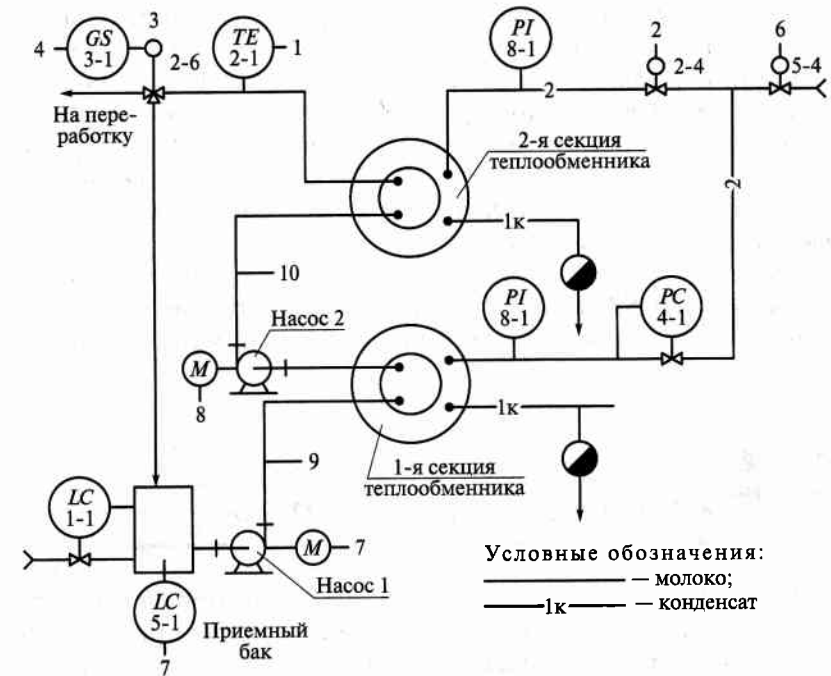 3
4
GS
3-1
2-6
TE
2-1
1
PI
8-1
2
2-4
6
5-4
2
На пере-
работку
2-я секция
теплообменника
2
1к
10
PI
8-1
PC
4-1
Насос 2
M
8
1к
9
1-я секция
теплообменника
LC
1-1
M
7
Насос 1
LC
5-1
7
Приемный
бак
Условные обозначения:
— молоко;
1к — конденсат